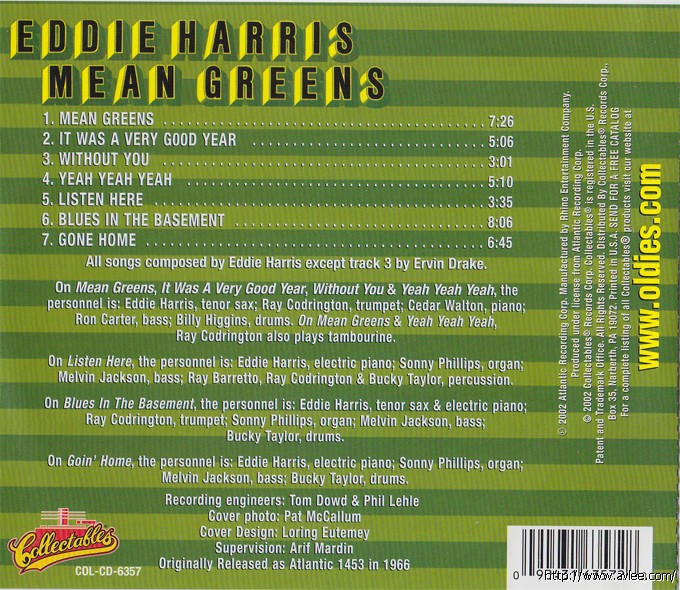 EDDIE HARRIS
MEAN GREENS
1. MEAN GREENS 7:26
2. IT WAS A VERY GOOD YEAR 5:06
3. WITHOUT YOU 3:01
4. YEAH YEAH YEAH 5:10
5. LISTEN HERE 3:35
6. BLUES IN THE BASEMENT 8:06
7. GONE HOME 6:45
All songs composed by Eddie Harris except track 3 by Ervin Drake.
On Mean Greens, It Was A Very Good Year, Without You & Yeah Yeah Yeah, the
personnel is: Eddie Harris, tenor sax; Ray Codrington, trumpet; Cedar Walton, piano;
Ron Carter, bass; Billy Higgins, drums. On Mean Greens & Yeah Yeah Yeah,
Ray Codrington also plays tambourine.
On Listen Here, the personnel is: Eddie Harris, electric piano; Sonny Phillips, organ;
Melvin Jackson, bass; Ray Barretto, Ray Codrington & Bucky Taylor, percussion.
On Blues In The Basement, the personnel is: Eddie Harris, tenor sax & electric piano;
Ray Codrington, trumpet; Sonny Phillips, organ; Melvin Jackson, bass;
Bucky Taylor, drums.
On Goin' Home, the personnel is: Eddie Harris, electric piano; Sonny Phillips, organ;
Melvin Jackson, bass; Bucky Taylor, drums.
Recording engineers: Tom Dowd & Phil Lehle
Cover photo: Pat McCallum
Cover Design: Loring Eutemey
Supervision: Arif Mardin
Originally Released as Atlantic 1453 in 1966
Collectables
COL-CD-6357
℗ 2002 Atlantic Recording Corp. Manufactured by Rhino Entertainment Company.
Produced under License from Atlantic Recording Corp.
© 2002 Collectables® Records Corp. Collectables® is registered in the U.S.
Patent and Trademark Office. All Rights Reserved. Distributed By Collectables® Records Corp.,
Box 35, Narberth, PA 19072. Printed in U.S.A. SEND FOR A FREE CATALOG
For a complete listing of all Collectables® products visit our website at
www.oldies.com
http://www.avlee.com/